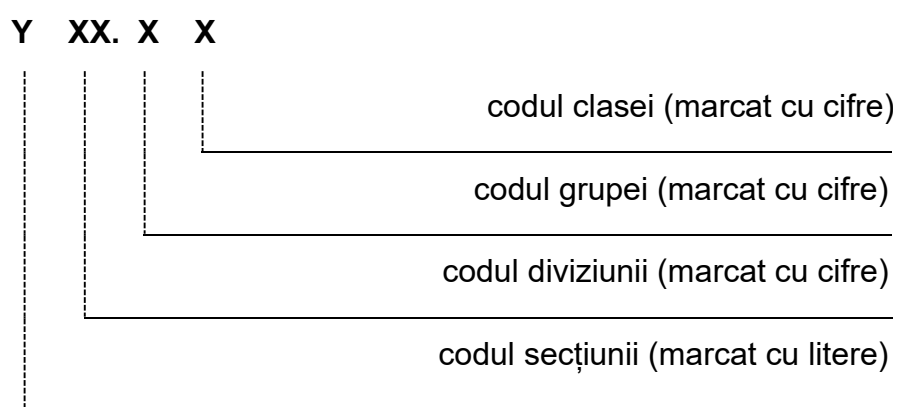 Y XX. X X
codul clasei (marcat cu cifre)
codul grupei (marcat cu cifre)
codul diviziunii (marcat cu cifre)
codul secțiunii (marcat cu litere)